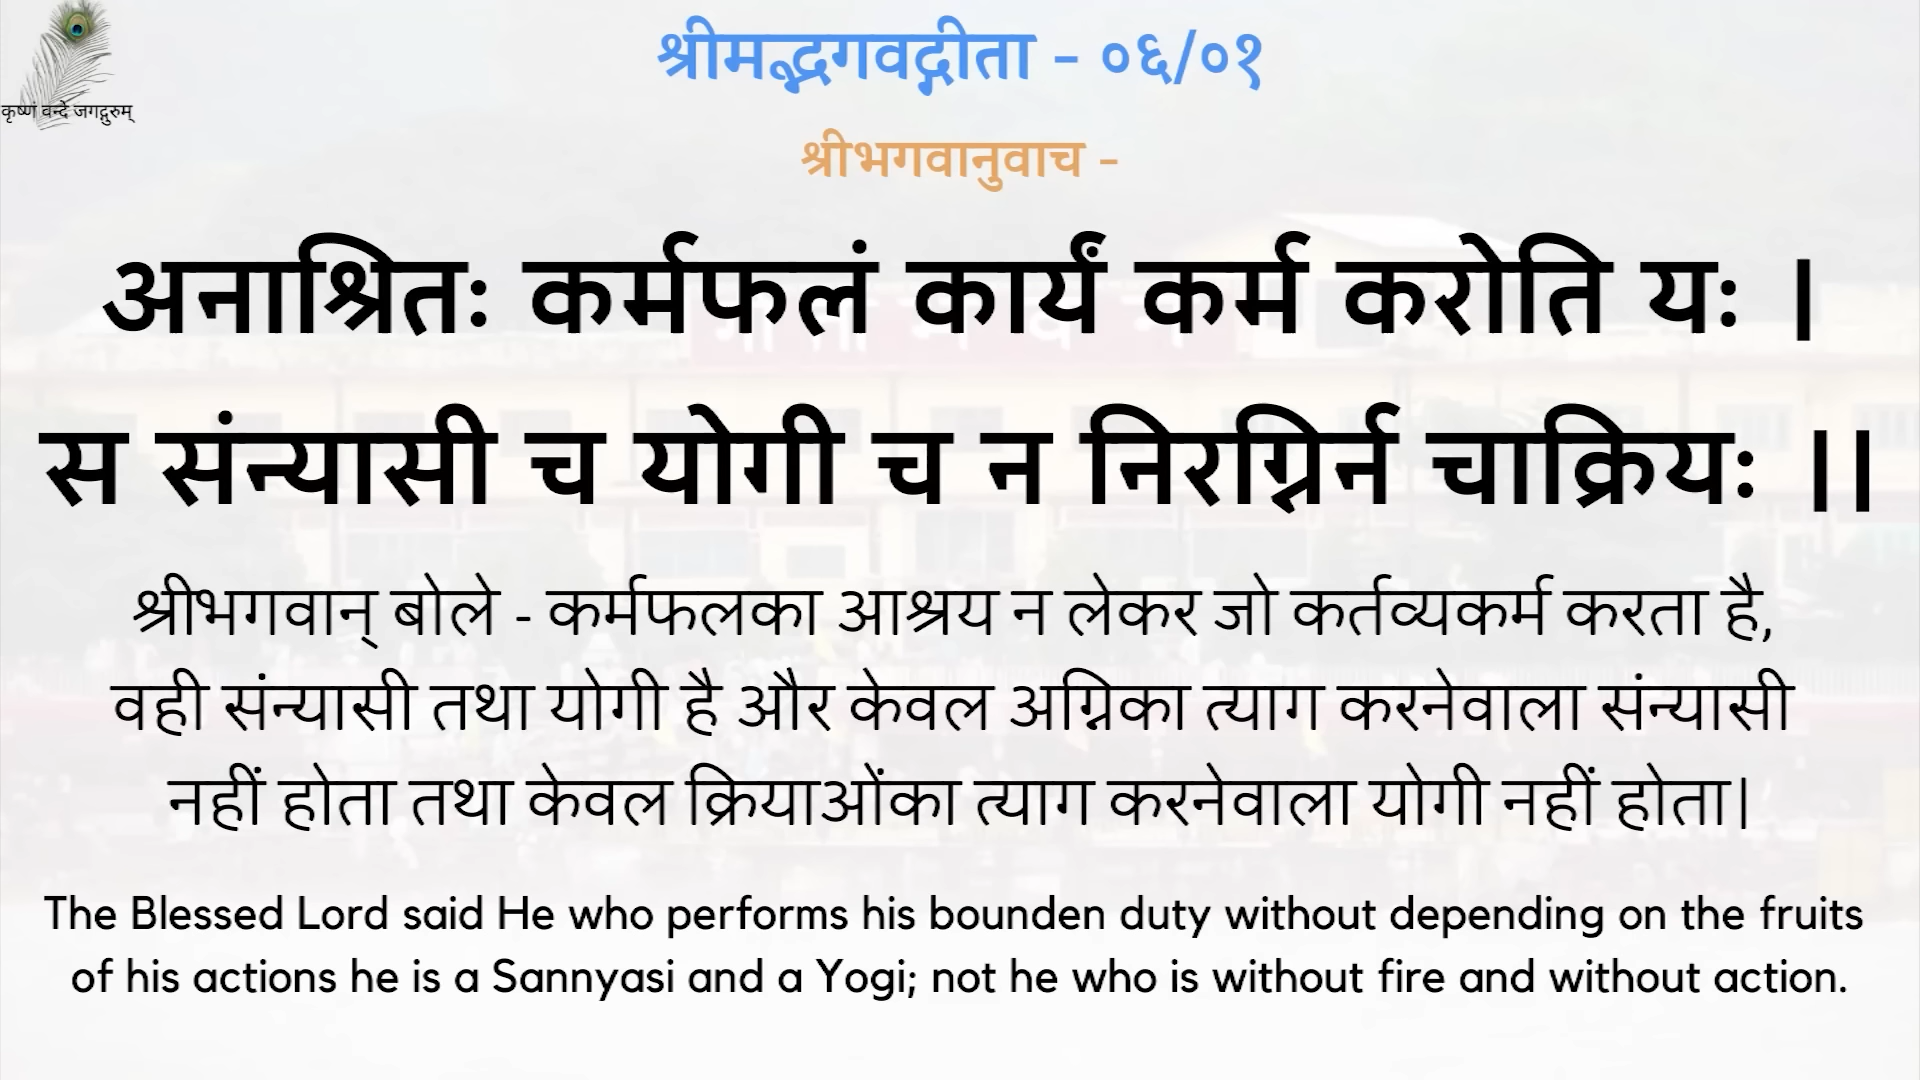 श्रीमद्भगवद्गीता - ०६/०१
कृष्णं वन्दे जगद्गुरुम्
श्रीभगवानुवाच -
अनाश्रितः कर्मफलं कार्यं कर्म करोति यः ।
स संन्यासी च योगी च न निरग्निर्न चाक्रियः ।।
श्रीभगवान् बोले - कर्मफलका आश्रय न लेकर जो कर्तव्यकर्म करता है,
वही संन्यासी तथा योगी है और केवल अग्निका त्याग करनेवाला संन्यासी
नहीं होता तथा केवल क्रियाओंका त्याग करनेवाला योगी नहीं होता|
The Blessed Lord said He who performs his bounden duty without depending on the fruits
of his actions he is a Sannyasi and a Yogi; not he who is without fire and without action.